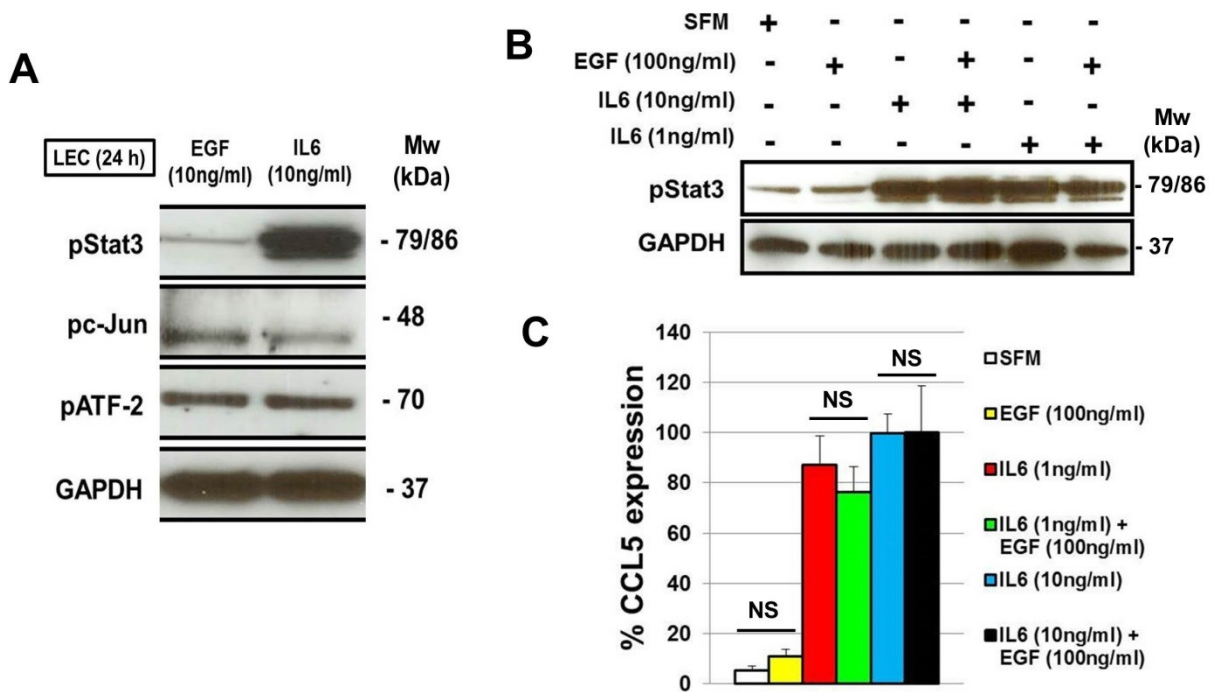 A
LEC (24 h)
EGF
(10ng/ml)
IL6
(10ng/ml)
Mw
(kDa)
pStat3
- 79/86
pc-Jun
- 48
pATF-2
- 70
GAPDH
- 37
B
SFM + - - - - -
EGF (100ng/ml) - + - + - +
IL6 (10ng/ml) - - + + - -
IL6 (1ng/ml) - - - - + +
Mw
(kDa)
pStat3
- 79/86
GAPDH
- 37
C
% CCL5 expression
140
120
100
80
60
40
20
0
NS
NS
NS
SFM
EGF (100ng/ml)
IL6 (1ng/ml)
IL6 (1ng/ml) +
EGF (100ng/ml)
IL6 (10ng/ml)
IL6 (10ng/ml) +
EGF (100ng/ml)